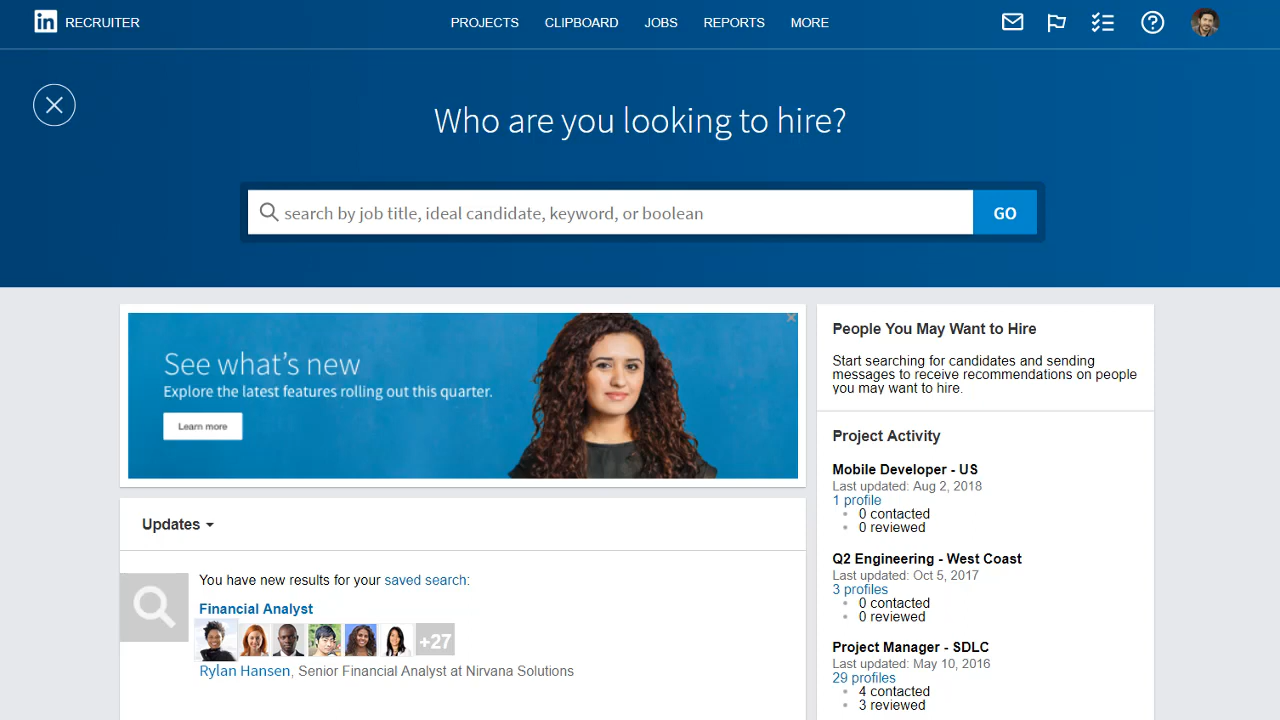 in RECRUITER
PROJECTS CLIPBOARD JOBS REPORTS MORE
Who are you looking to hire?
search by job title, ideal candidate, keyword, or boolean
GO
See what's new
Explore the latest features rolling out this quarter.
Learn more
Updates
You have new results for your saved search:
Financial Analyst
+27
Rylan Hansen, Senior Financial Analyst at Nirvana Solutions
People You May Want to Hire
Start searching for candidates and sending
messages to receive recommendations on people
you may want to hire.
Project Activity
Mobile Developer - US
Last updated: Aug 2, 2018
1 profile
0 contacted
0 reviewed
Q2 Engineering - West Coast
Last updated: Oct 5, 2017
3 profiles
0 contacted
0 reviewed
Project Manager - SDLC
Last updated: May 10, 2016
29 profiles
4 contacted
3 reviewed